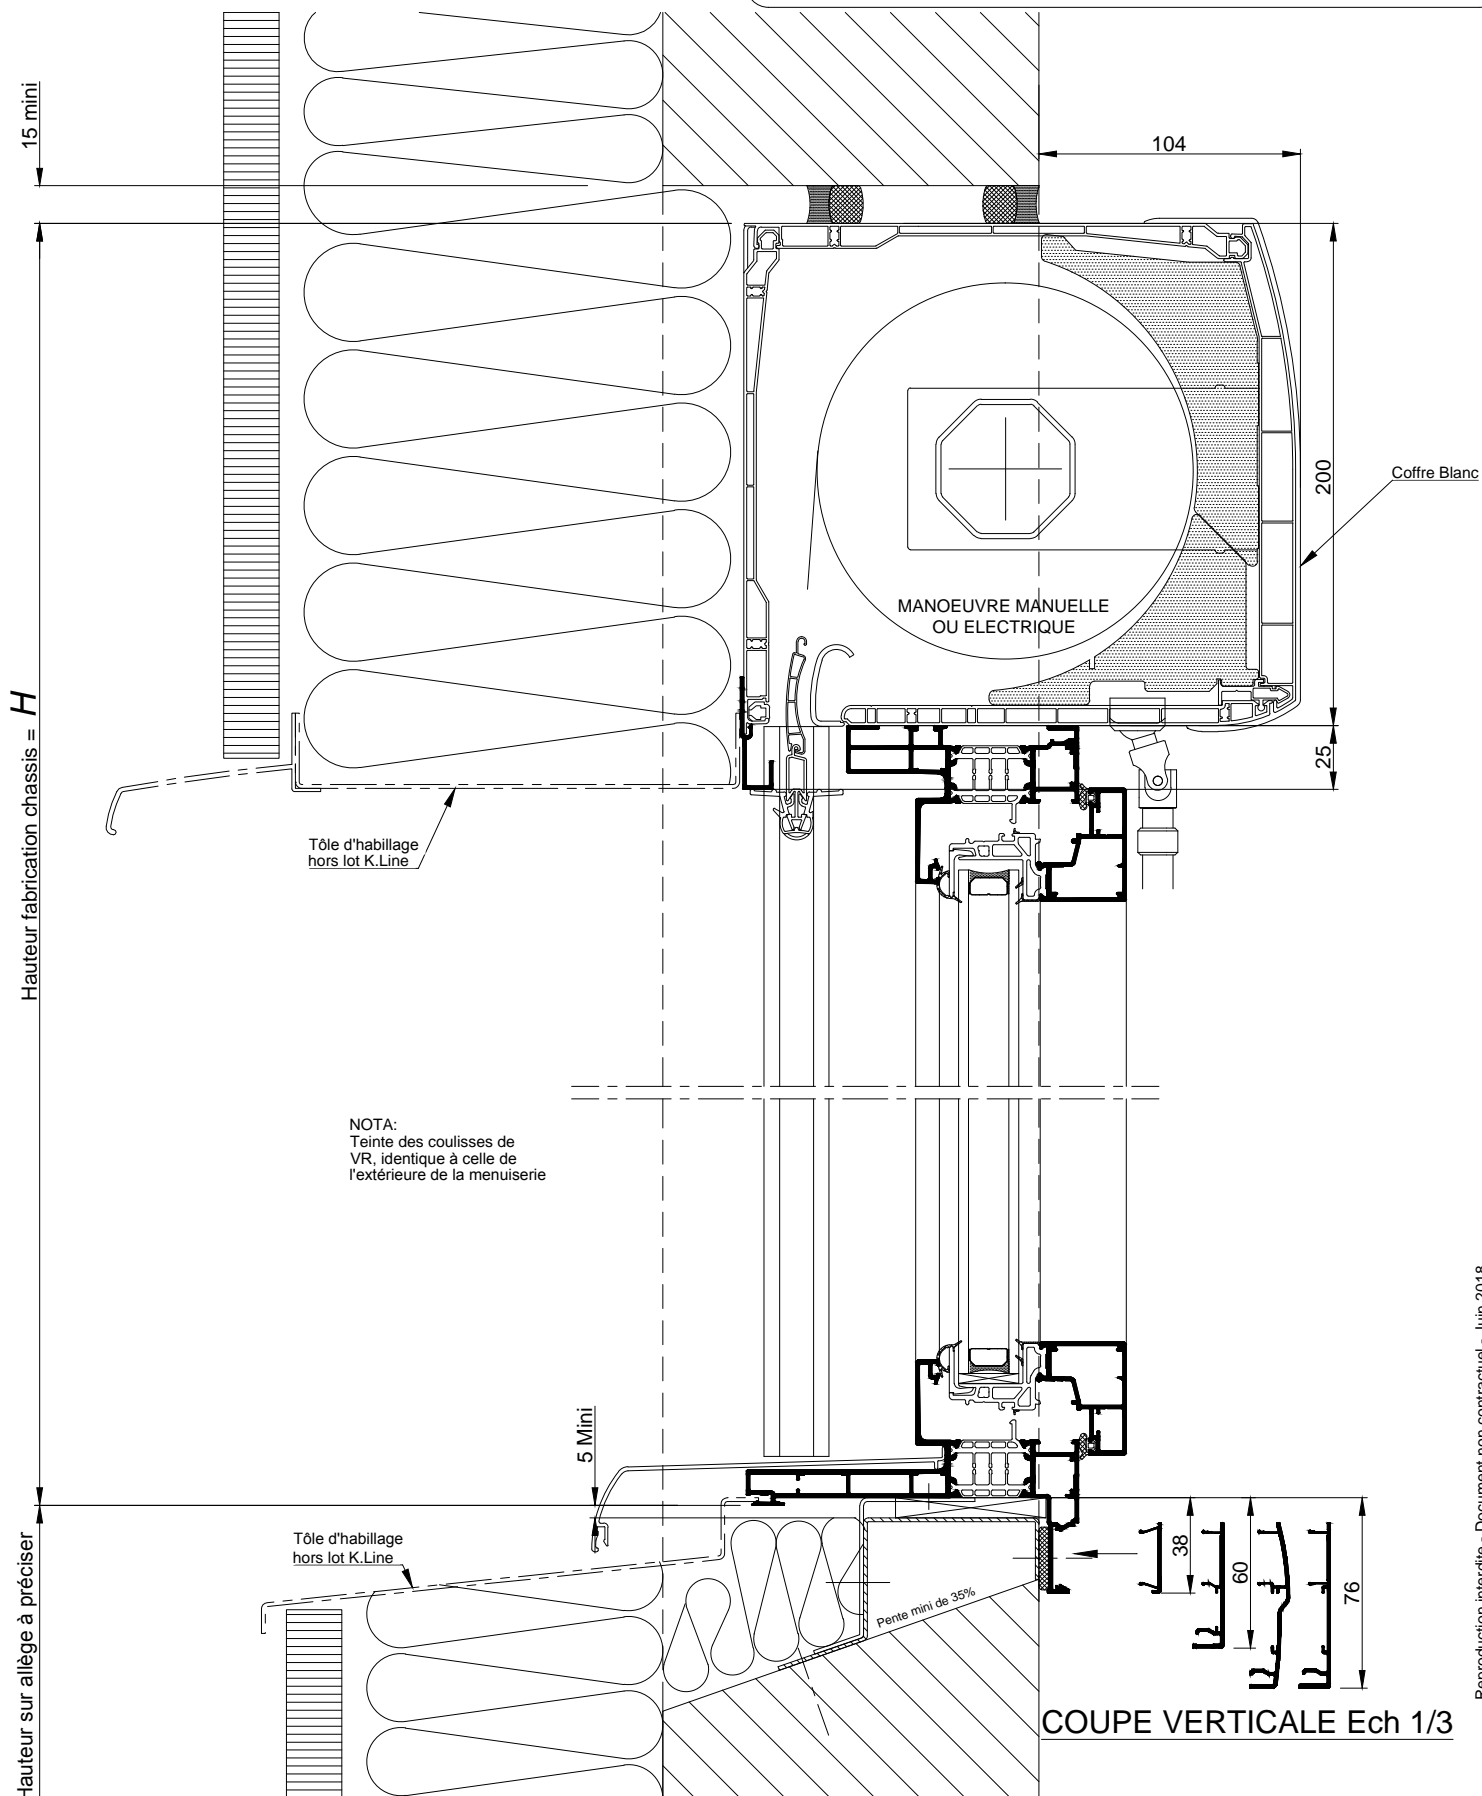 15 mini
104
200
Coffre Blanc
MANOEUVRE MANUELLE
OU ELECTRIQUE
25
Hauteur fabrication chassis = H
Tôle d'habillage
hors lot K.Line
NOTA:
Teinte des coulisses de
VR, identique à celle de
l'extérieure de la menuiserie
5 Mini
Tôle d'habillage
hors lot K.Line
Pente mini de 35%
38
60
76
Hauteur sur allège à préciser
COUPE VERTICALE Ech 1/3
Reproduction interdite - Document non contractuel - Juin 2018